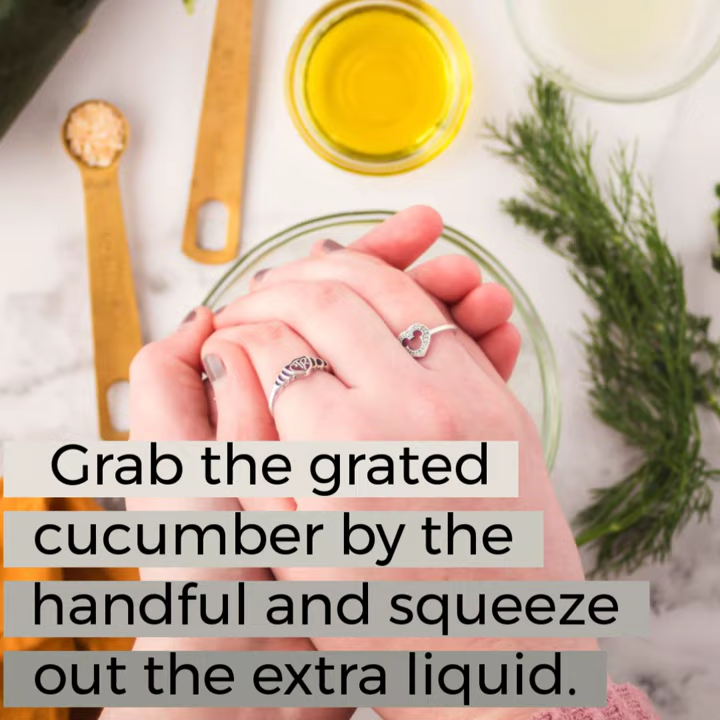 Grab the grated
cucumber by the
handful and squeeze
out the extra liquid.